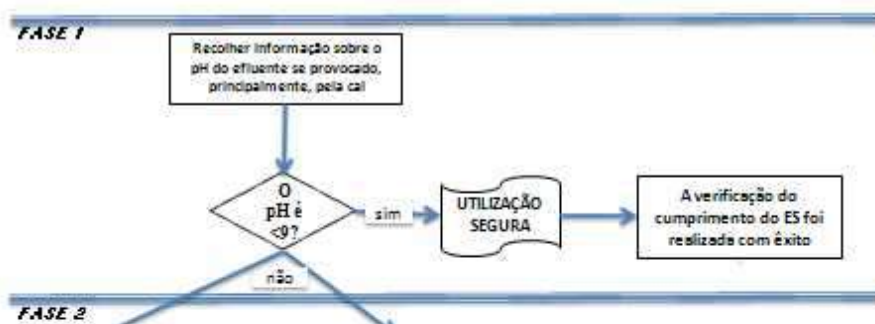 FASE 1
Recolher informação sobre o
pH do efluente se provocado,
principalmente, pela cal
O
pH é
<9?
sim
UTILIZAÇÃO
SEGURA
A verificação do
cumprimento do ES foi
realizada com êxito
não
FASE 2